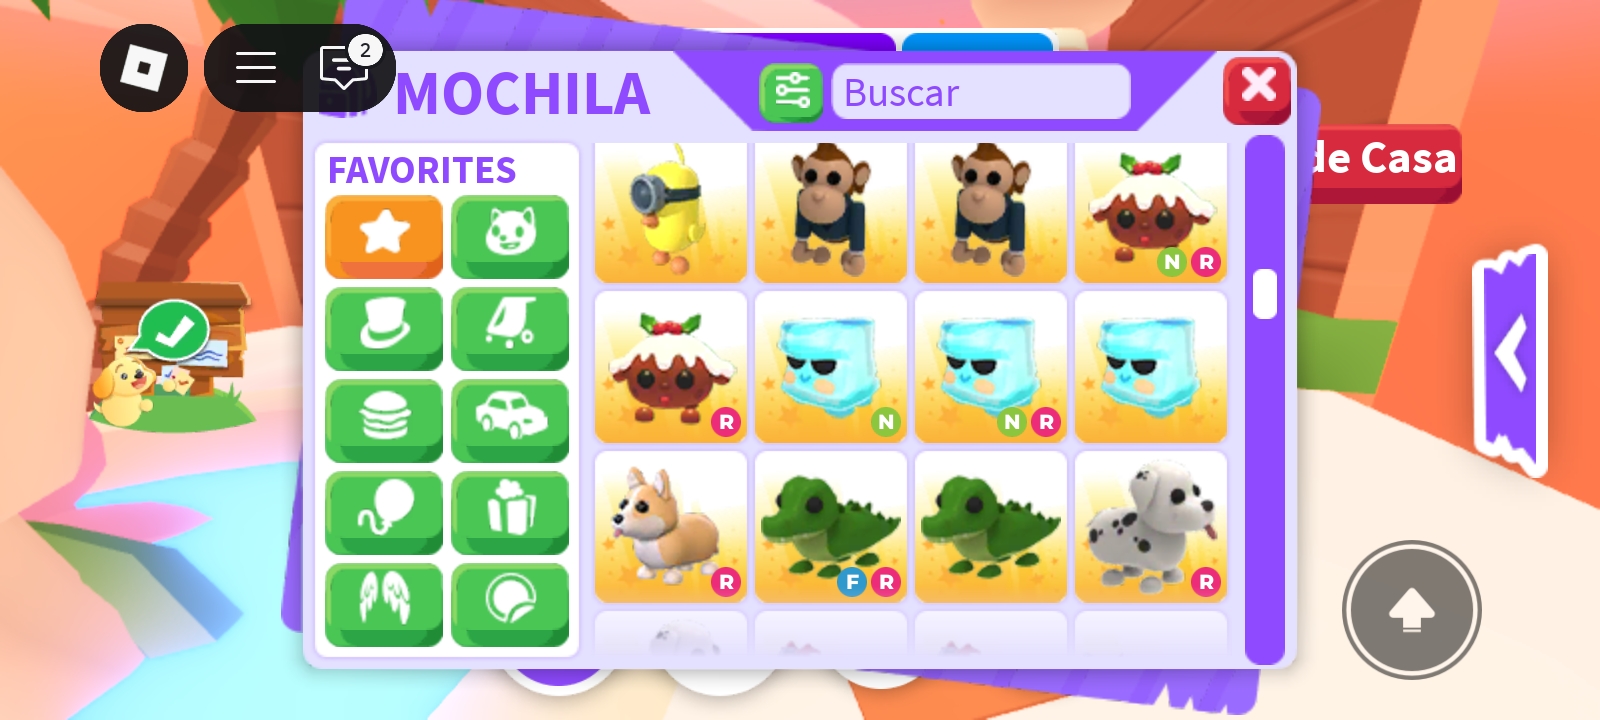 2
MOCHILA
Buscar
de Casa
FAVORITES
N R
R
N
N R
R
F R
R